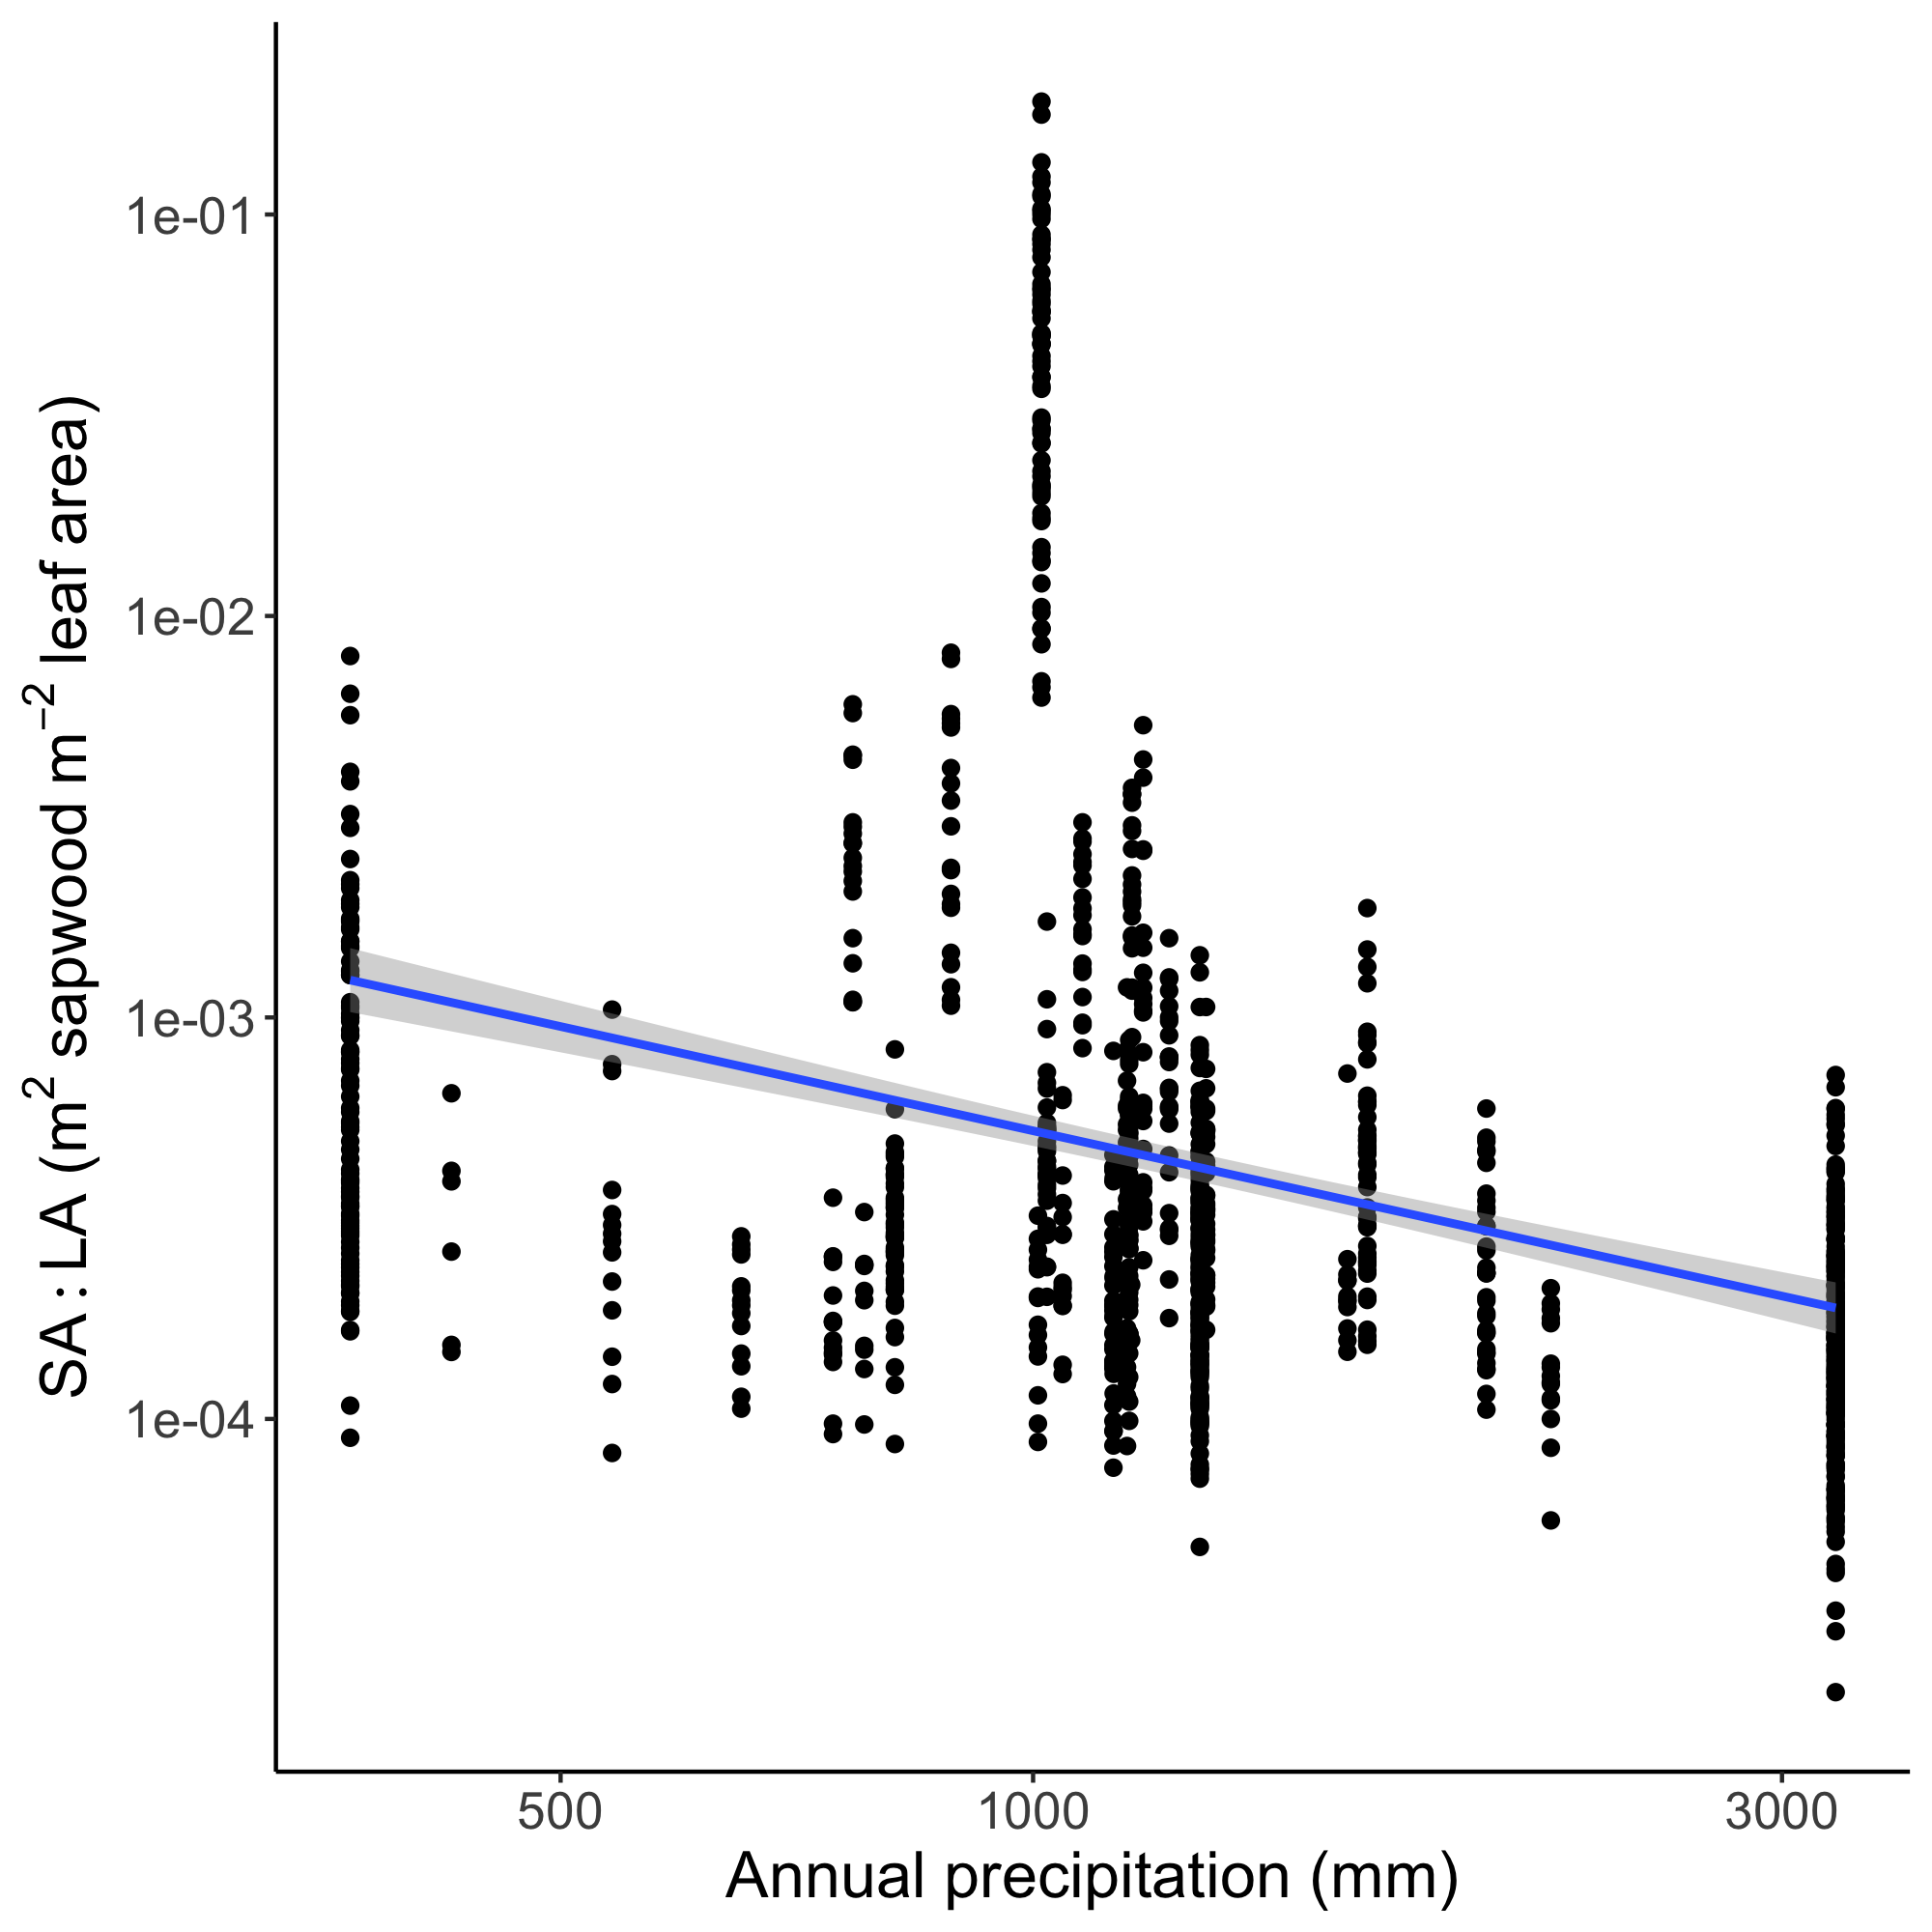 SA : LA (m² sapwood m⁻² leaf area)
1e-01
1e-02
1e-03
1e-04
500 1000 3000
Annual precipitation (mm)